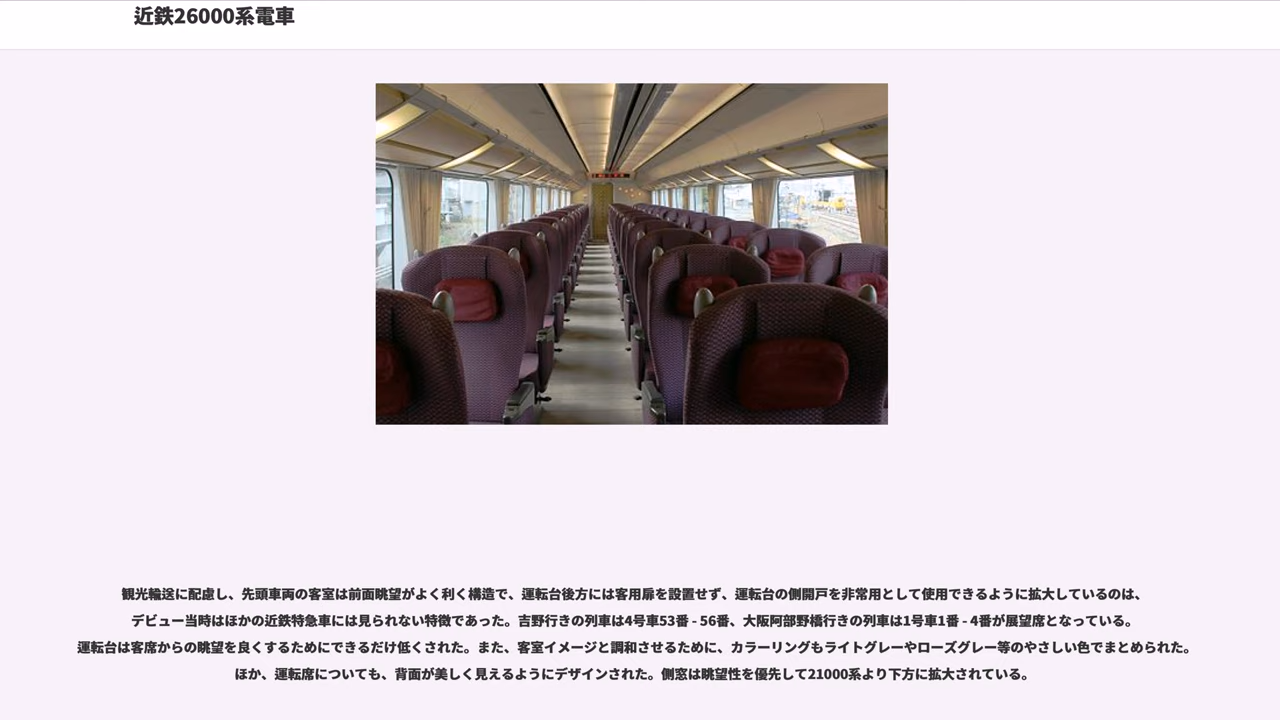 近鉄26000系電車
観光輸送に配慮し、先頭車両の客室は前面眺望がよく利く構造で、運転台後方には客用扉を設置せず、運転台の側開戸を非常用として使用できるように拡大しているのは、
デビュー当時はほかの近鉄特急車には見られない特徴であった。吉野行きの列車は4号車53番 - 56番、大阪阿部野橋行きの列車は1号車1番 - 4番が展望席となっている。
運転台は客席からの眺望を良くするためにできるだけ低くされた。また、客室イメージと調和させるために、カラーリングもライトグレーやローズグレー等のやさしい色でまとめられた。
ほか、運転席についても、背面が美しく見えるようにデザインされた。側窓は眺望性を優先して21000系より下方に拡大されている。